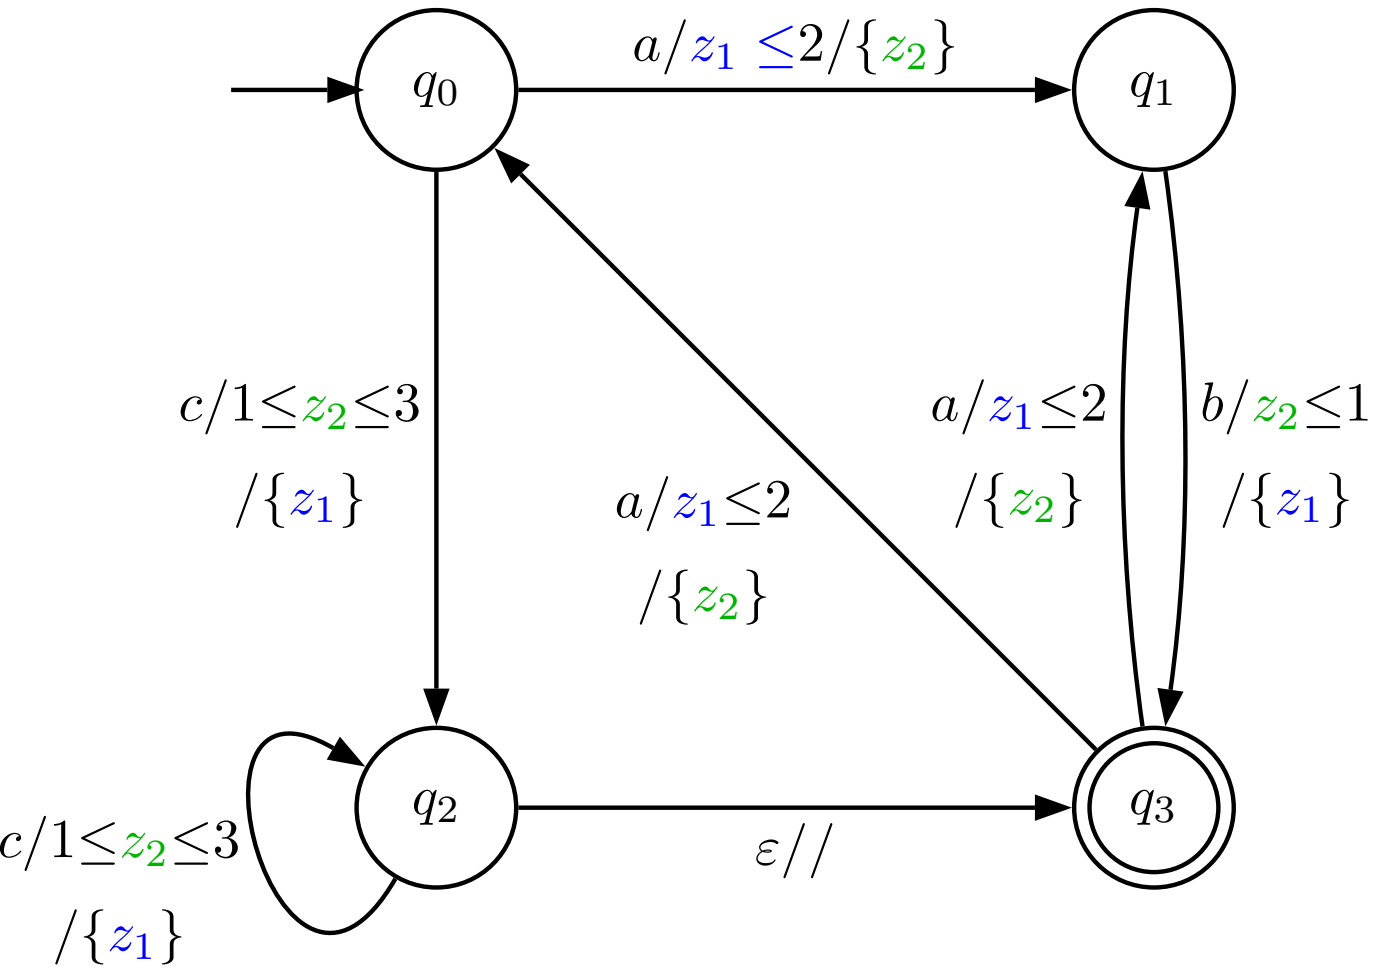 a/z₁ ≤2/{z₂}
q₀
q₁
c/1≤z₂≤3
/{z₁}
a/z₁≤2
/{z₂}
a/z₁≤2
/{z₂}
b/z₂≤1
/{z₁}
q₂
q₃
ε//
c/1≤z₂≤3
/{z₁}